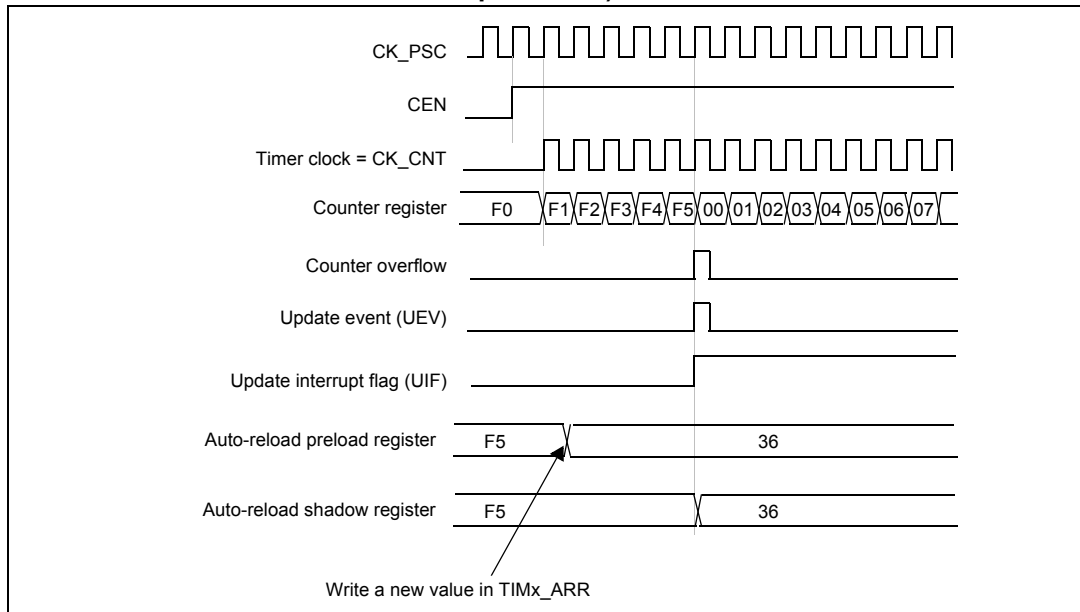 CK_PSC
CEN
Timer clock = CK_CNT
Counter register F0 F1 F2 F3 F4 F5 00 01 02 03 04 05 06 07
Counter overflow
Update event (UEV)
Update interrupt flag (UIF)
Auto-reload preload register F5 36
Auto-reload shadow register F5 36
Write a new value in TIMx_ARR